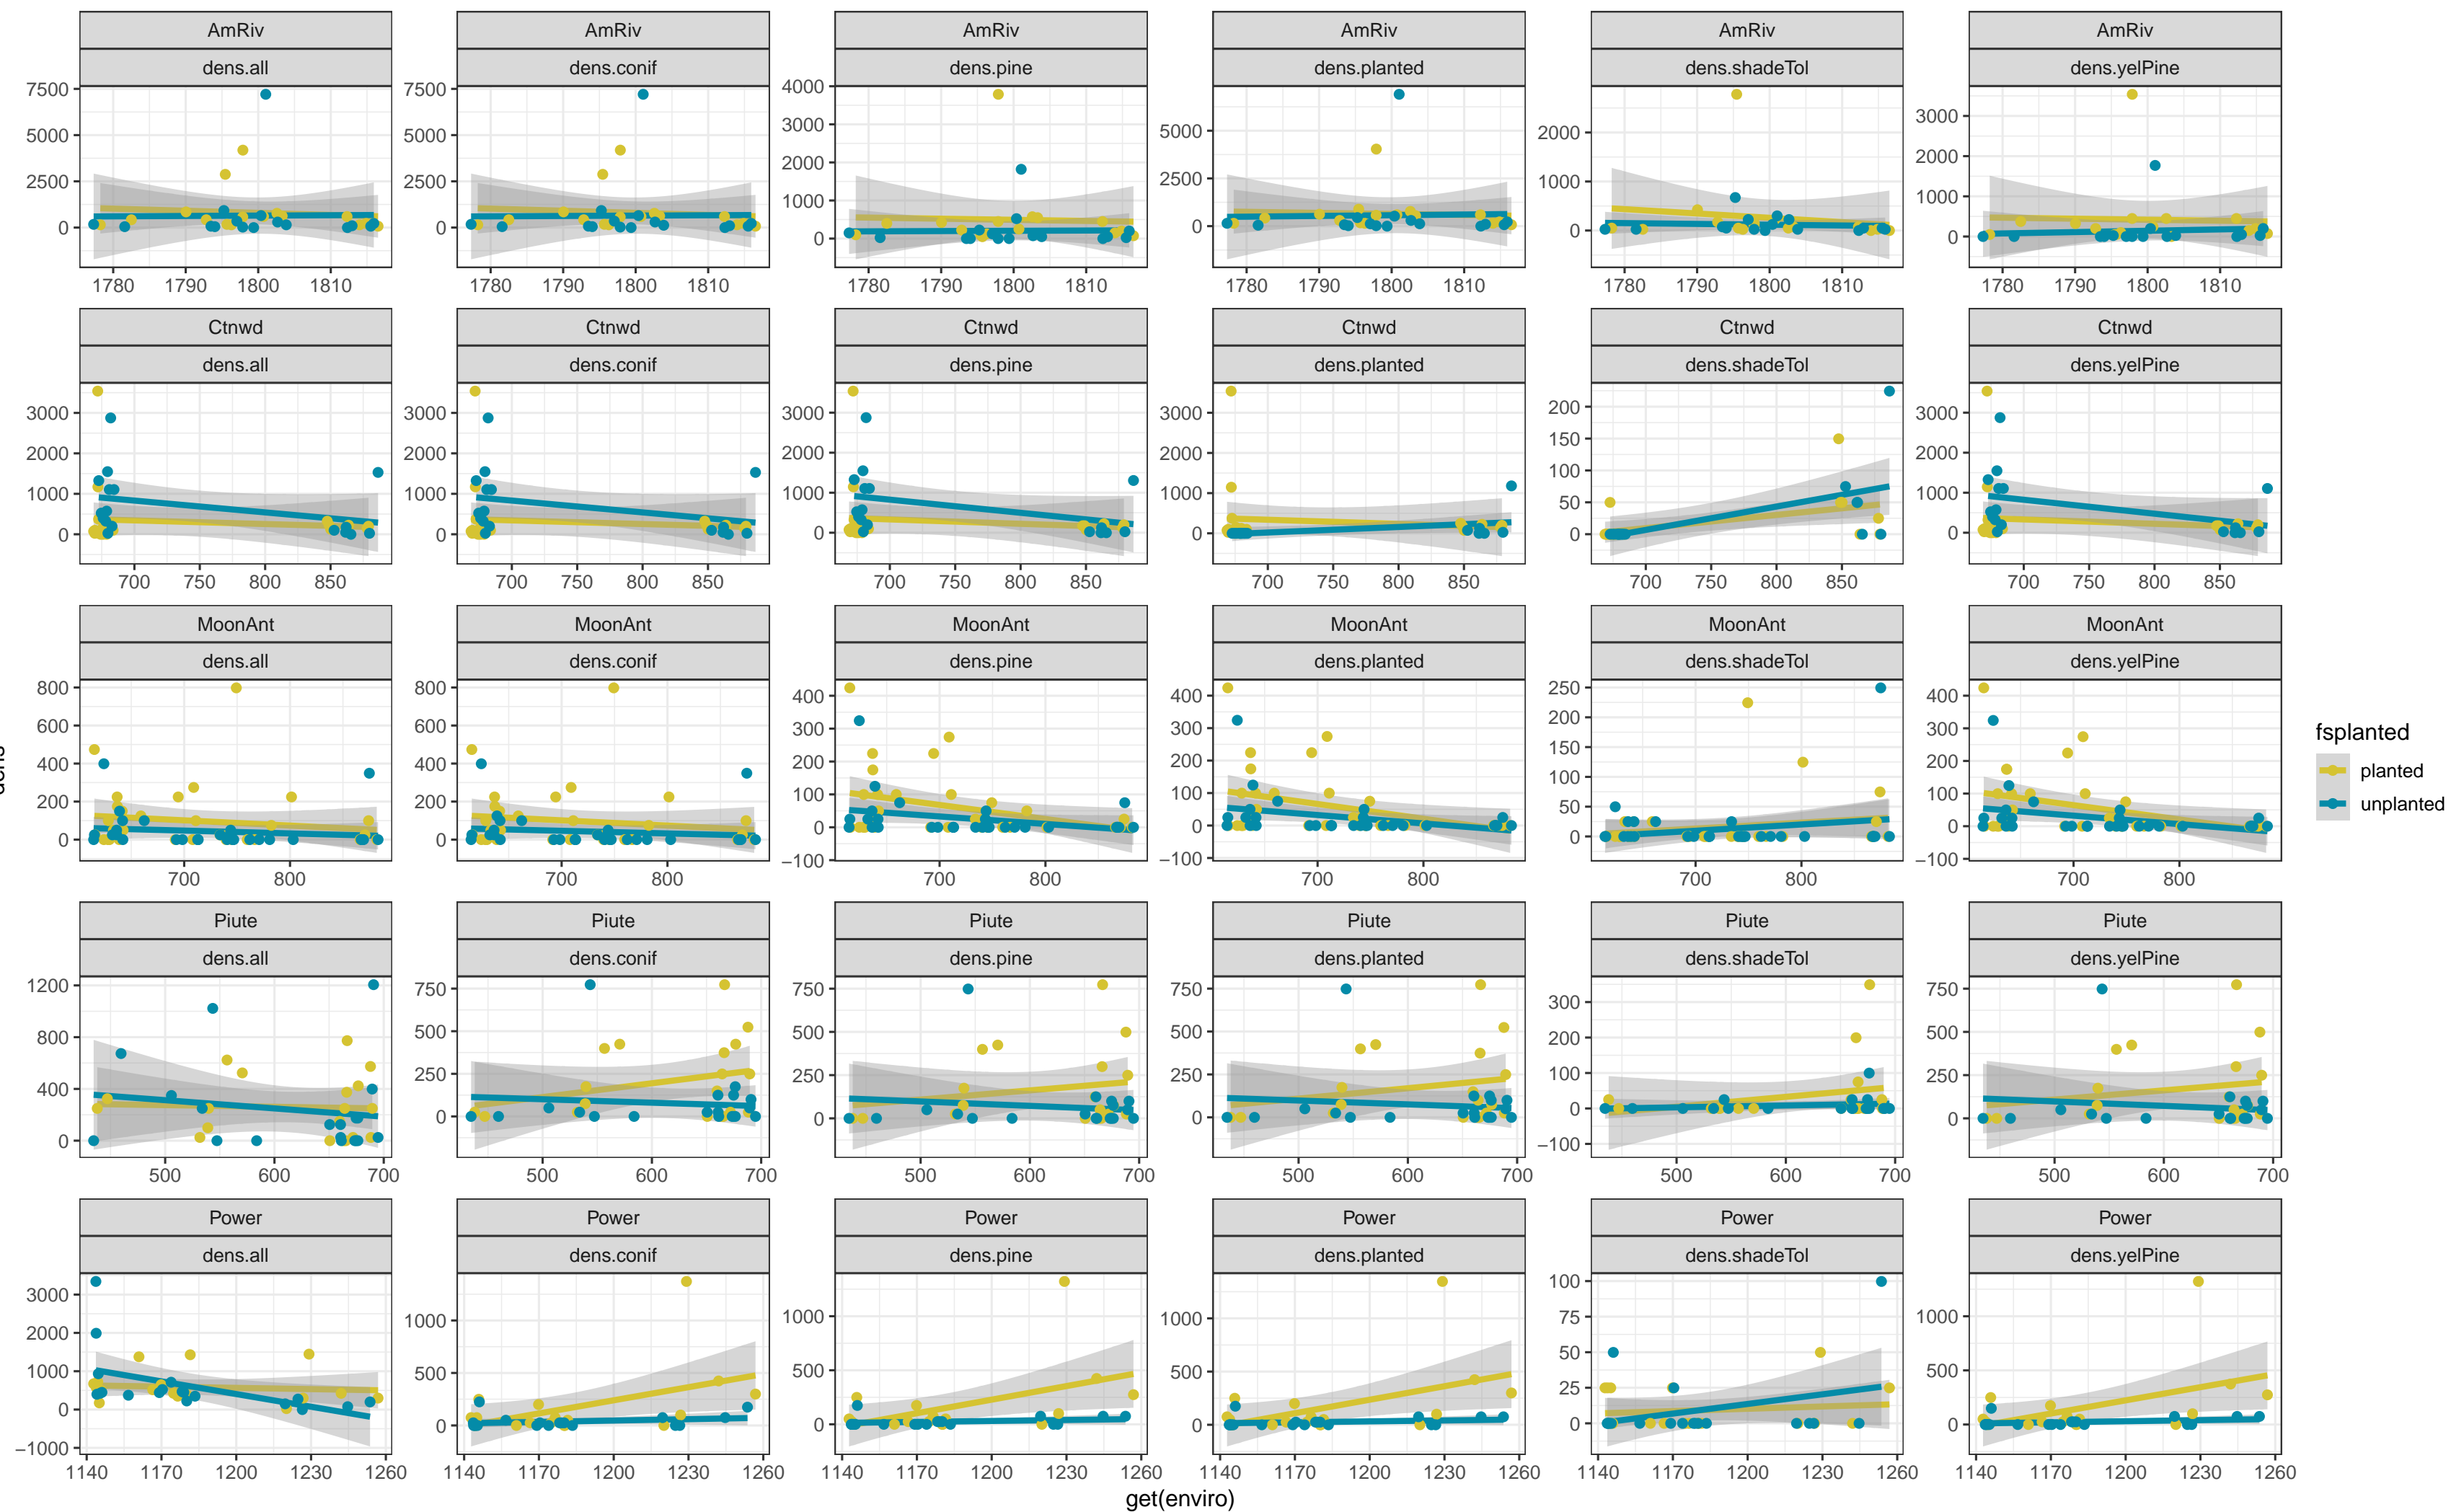 AmRiv AmRiv AmRiv AmRiv AmRiv AmRiv
dens.all dens.conif dens.pine dens.planted dens.shadeTol dens.yelPine
7500 7500 4000
5000 5000 3000 5000 2000 3000
2000 2000
2500 2500 1000 2500 1000 1000
0 0 0 0 0 0
1780 1790 1800 1810 1780 1790 1800 1810 1780 1790 1800 1810 1780 1790 1800 1810 1780 1790 1800 1810 1780 1790 1800 1810
Ctnwd Ctnwd Ctnwd Ctnwd Ctnwd Ctnwd
dens.all dens.conif dens.pine dens.planted dens.shadeTol dens.yelPine
3000 3000 3000 3000 200 3000
2000 2000 2000 2000 150 2000
1000 1000 1000 1000 100 1000
50
0 0 0 0 0 0
700 750 800 850 700 750 800 850 700 750 800 850 700 750 800 850 700 750 800 850 700 750 800 850
MoonAnt MoonAnt MoonAnt MoonAnt MoonAnt MoonAnt
dens.all dens.conif dens.pine dens.planted dens.shadeTol dens.yelPine
800 800 400 400 250 400
600 600 300 300 200 300
400 400 200 200 150 200
200 200 100 100 100 100
0 0 0 0 50 0
−100 −100 0 −100
700 800 700 800 700 800 700 800 700 800 700 800
fsplanted
planted
unplanted
Piute Piute Piute Piute Piute Piute
dens.all dens.conif dens.pine dens.planted dens.shadeTol dens.yelPine
1200 750 750 750 300 750
800 500 500 500 200 500
400 250 250 250 100 250
0 0 0 0 0 0
−100
500 600 700 500 600 700 500 600 700 500 600 700 500 600 700 500 600 700
Power Power Power Power Power Power
dens.all dens.conif dens.pine dens.planted dens.shadeTol dens.yelPine
3000 100
2000 1000 1000 1000 75 1000
1000 500 500 500 50 500
0 25
−1000 0 0 0 0 0
1140 1170 1200 1230 1260 1140 1170 1200 1230 1260 1140 1170 1200 1230 1260 1140 1170 1200 1230 1260 1140 1170 1200 1230 1260 1140 1170 1200 1230 1260
get(enviro)